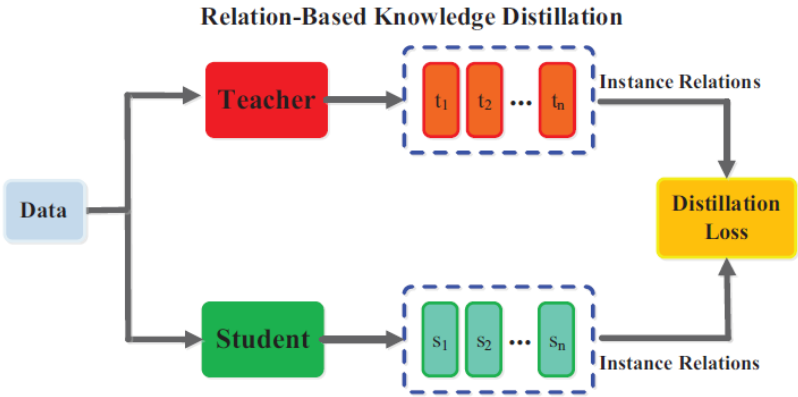 Relation-Based Knowledge Distillation
Teacher
t1 t2 ... tn
Instance Relations
Data
Distillation
Loss
Student
s1 s2 ... sn
Instance Relations